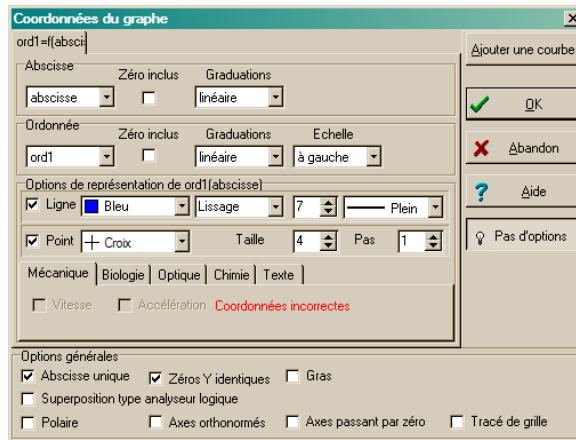 Coordonnées du graphe
ord1=f(absci
Ajouter une courbe
Abscisse
Zéro inclus Graduations
abscisse linéaire
OK
Ordonnée
Zéro inclus Graduations Echelle
ord1 linéaire à gauche
Abandon
Options de représentation de ord1(abscisse)
Ligne Bleu Lissage 7 Plein
Aide
Point Croix Taille 4 Pas 1
Pas d'options
Mécanique Biologie Optique Chimie Texte
Vitesse Accélération Coordonnées incorrectes
Options générales
Abscisse unique Zéros Y identiques Gras
Superposition type analyseur logique
Polaire Axes orthonormés Axes passant par zéro Tracé de grille